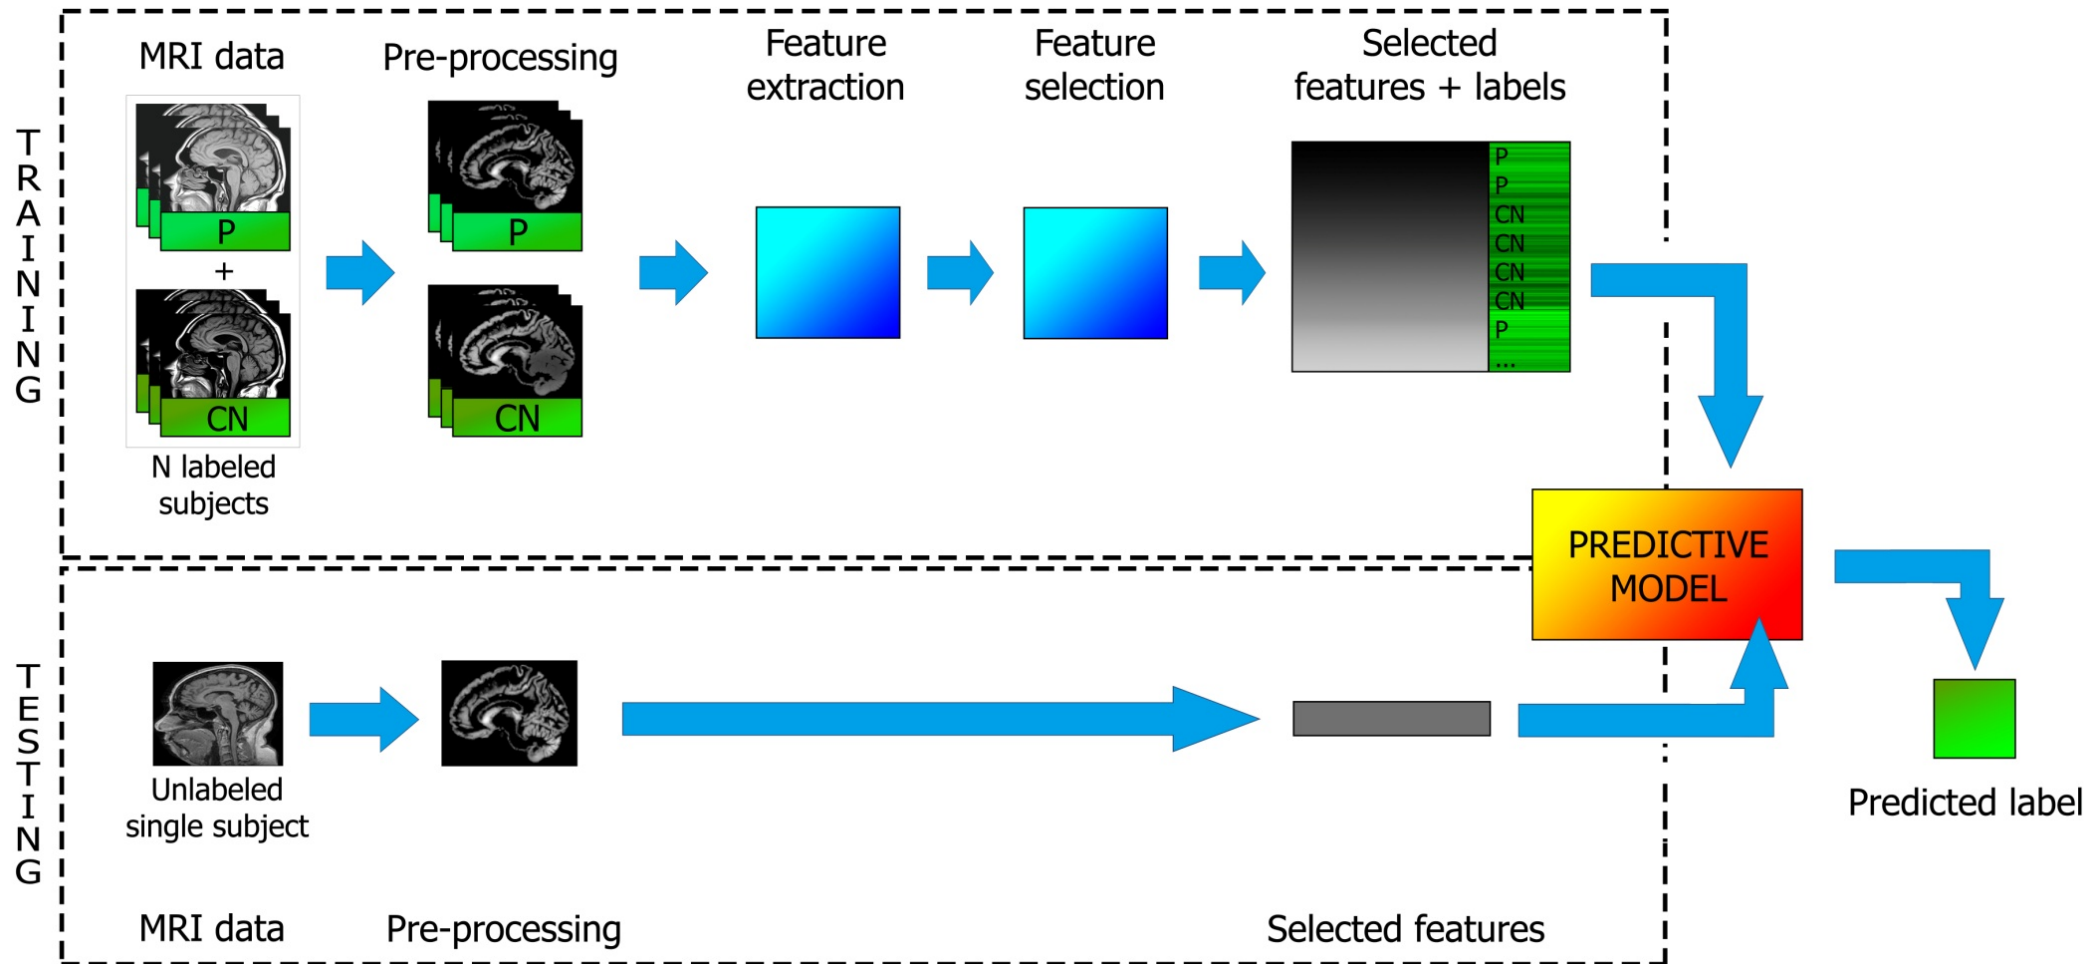 TRAINING
MRI data
Pre-processing
Feature
extraction
Feature
selection
Selected
features + labels
P
+
CN
N labeled
subjects
P
CN
P
P
CN
CN
CN
CN
P
...
PREDICTIVE
MODEL
TESTING
Unlabeled
single subject
MRI data
Pre-processing
Selected features
Predicted label